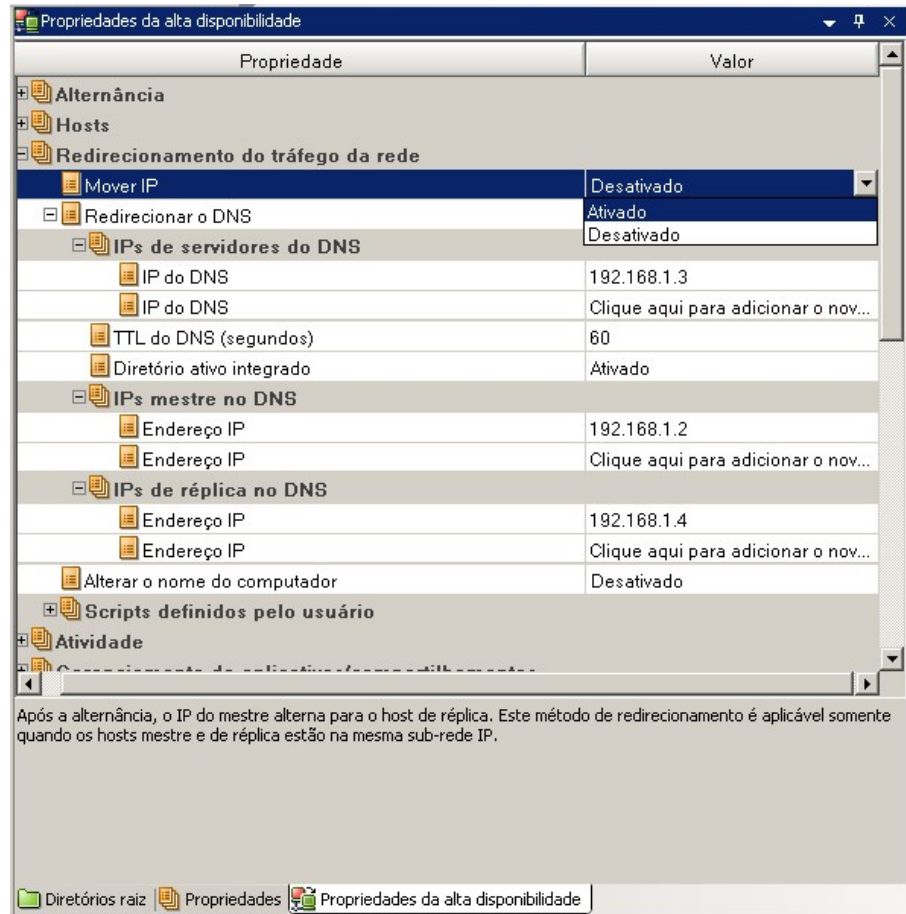 Propriedades da alta disponibilidade
Propriedade Valor
Alternância
Hosts
Redirecionamento do tráfego da rede
Mover IP Desativado
Ativado
Redirecionar o DNS
Desativado
IPs de servidores do DNS
IP do DNS 192.168.1.3
IP do DNS Clique aqui para adicionar o nov...
TTL do DNS (segundos) 60
Diretório ativo integrado Ativado
IPs mestre no DNS
Endereço IP 192.168.1.2
Endereço IP Clique aqui para adicionar o nov...
IPs de réplica no DNS
Endereço IP 192.168.1.4
Endereço IP Clique aqui para adicionar o nov...
Alterar o nome do computador Desativado
Scripts definidos pelo usuário
Atividade
Após a alternância, o IP do mestre alterna para o host de réplica. Este método de redirecionamento é aplicável somente
quando os hosts mestre e de réplica estão na mesma sub-rede IP.
Diretórios raiz Propriedades Propriedades da alta disponibilidade